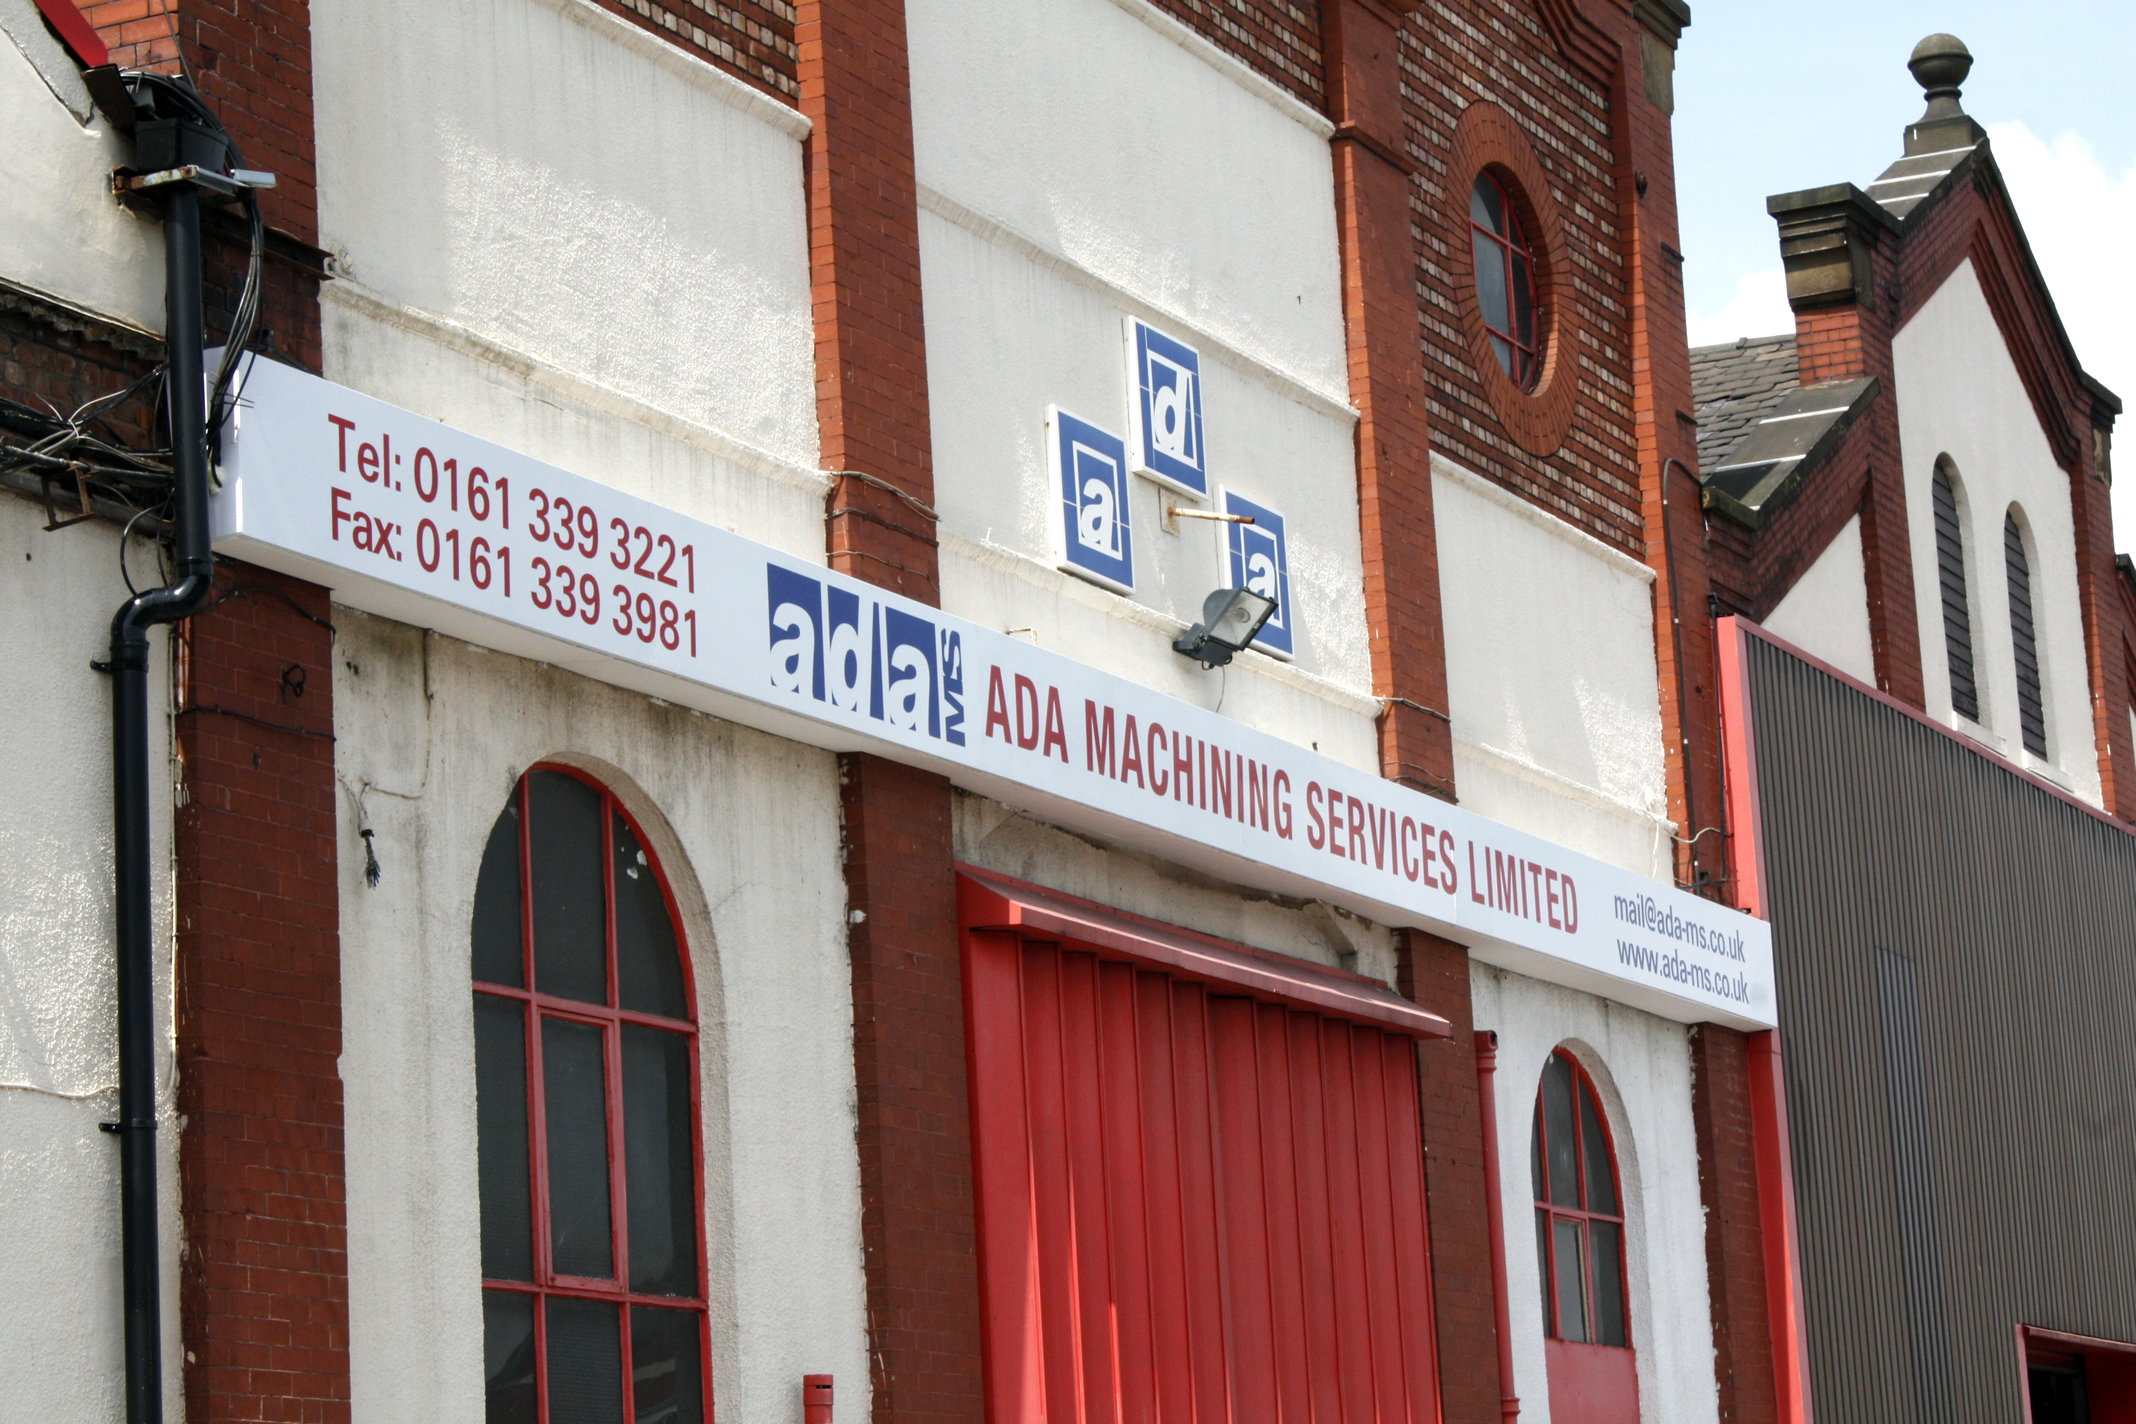 d
a
a
Tel: 0161 339 3221
Fax: 0161 339 3981
ada MS
ADA MACHINING SERVICES LIMITED
mail@ada-ms.co.uk
www.ada-ms.co.uk